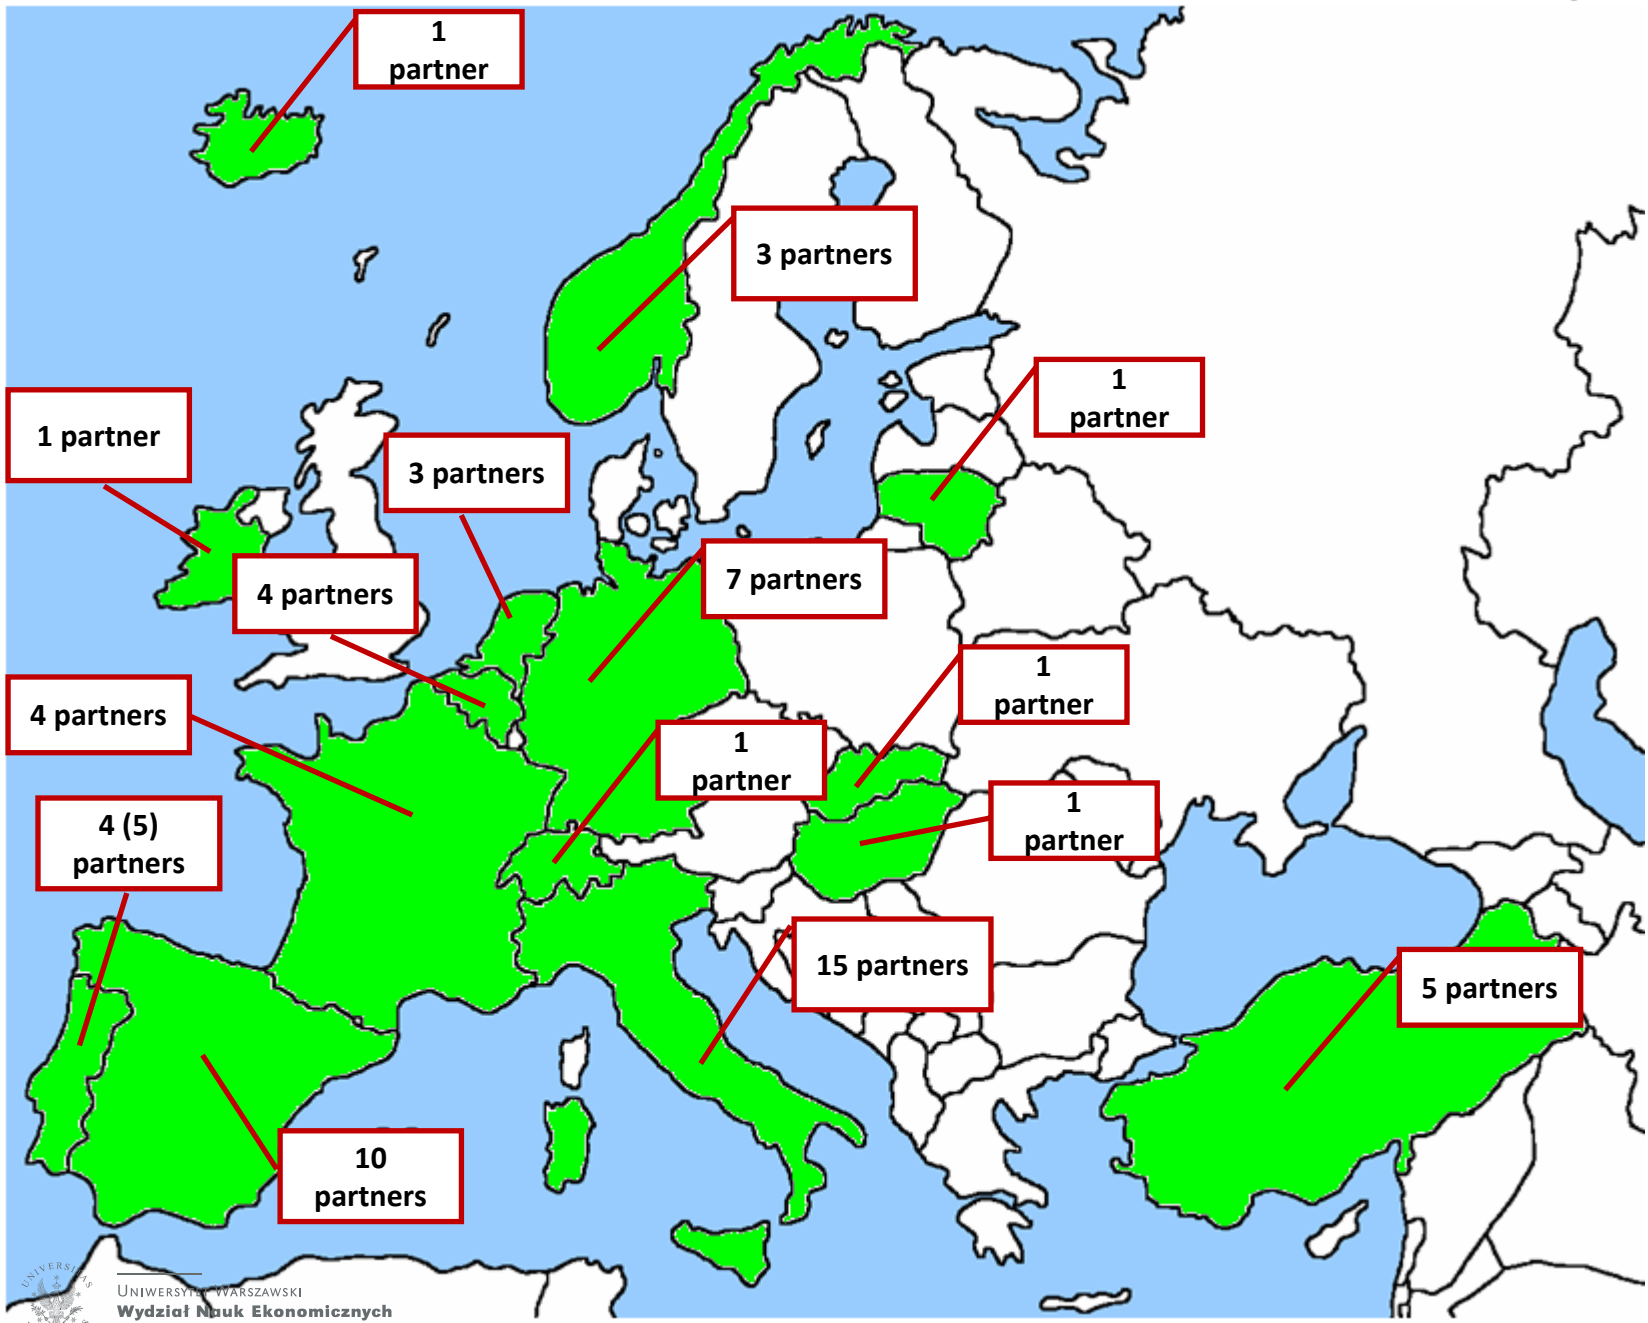 1
partner
3 partners
1
partner
1 partner
3 partners
7 partners
4 partners
1
partner
4 partners
1
partner
1
partner
4 (5)
partners
15 partners
5 partners
10
partners
UNIVERSITAS
UNIWERSYTET WARSZAWSKI
Wydział Nauk Ekonomicznych